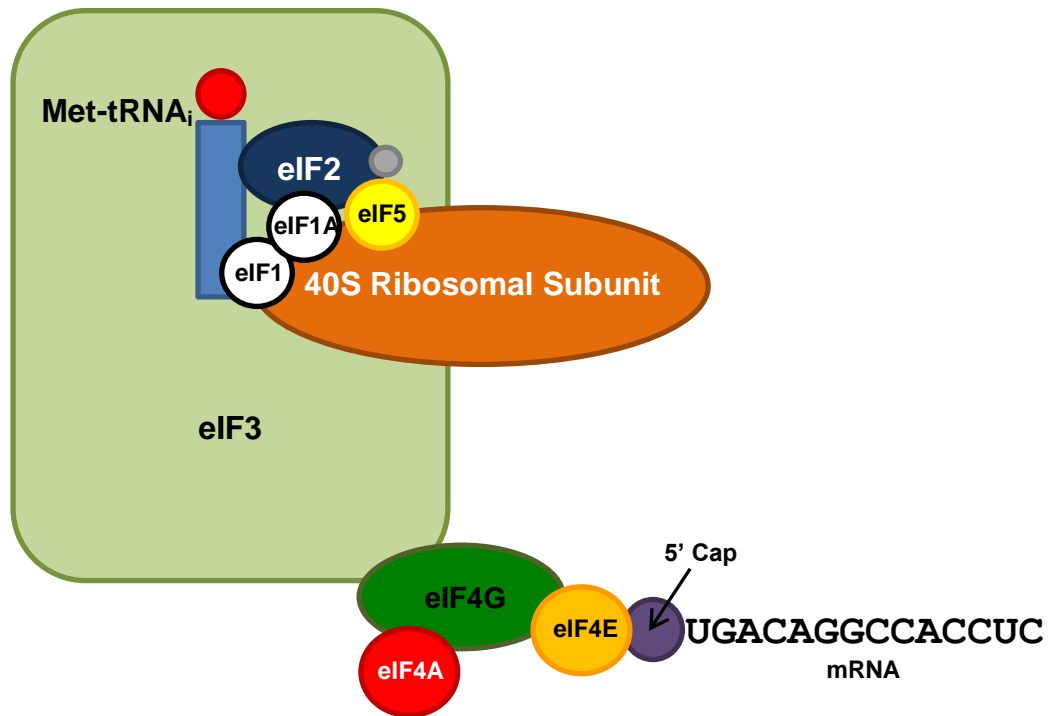 Met-tRNAi
eIF2
eIF1A
eIF5
eIF1
40S Ribosomal Subunit
eIF3
5’ Cap
eIF4G
eIF4E
UGACAGGCCACCUC
eIF4A
mRNA